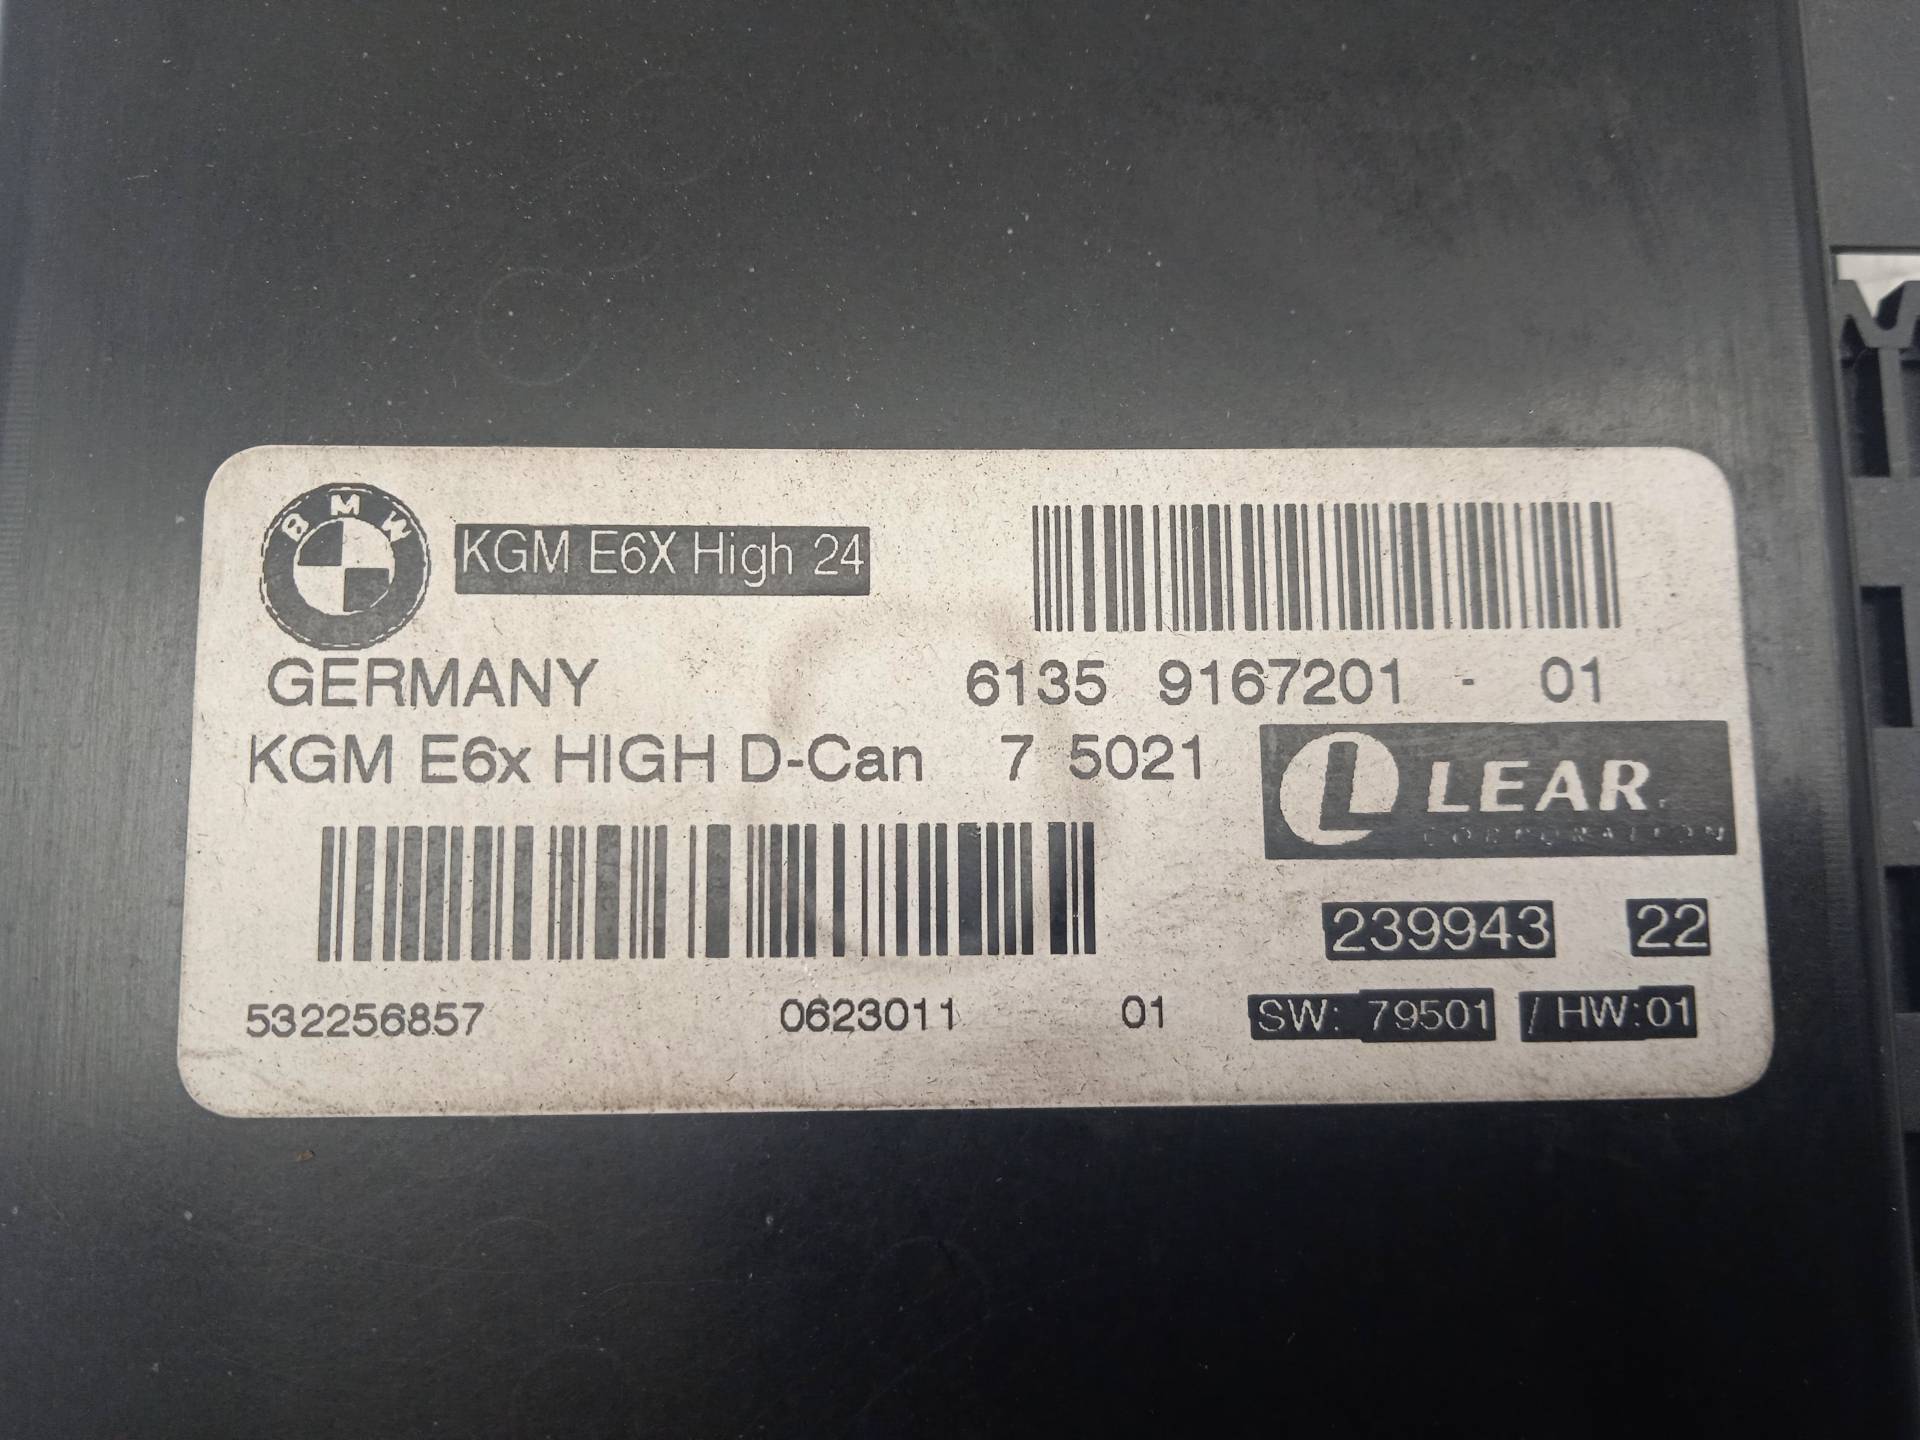 BMW
KGM E6X High 24
GERMANY
6135 9167201 - 01
KGM E6x HIGH D-Can 7 5021
LEAR
CORPORATION
239943 22
532256857 0623011 01 SW: 79501 / HW:01